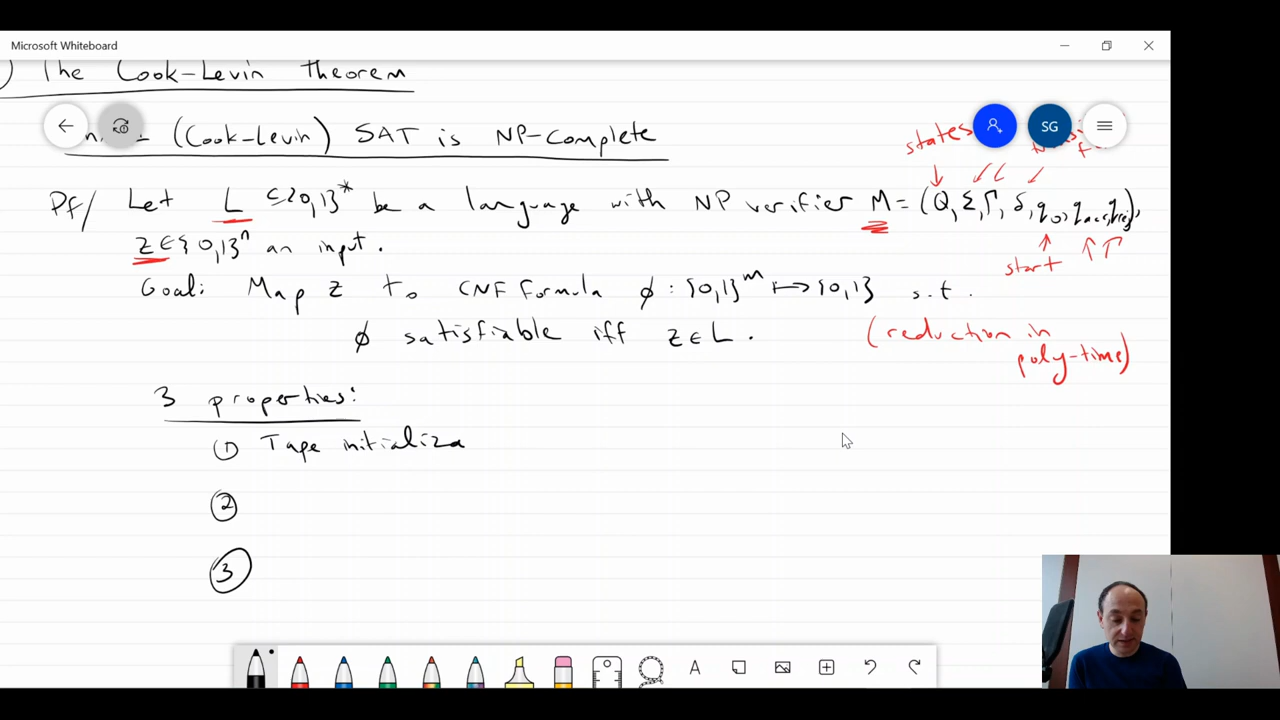 Microsoft Whiteboard
) The Cook-Levin Theorem
(Cook-Levin) SAT is NP-Complete
SG
states
Pf/ Let L ⊆ {0,1}* be a language with NP verifier M = (Q, Σ, Γ, δ, q₀, q_acc, q_rej),
z ∈ {0,1}ⁿ an input.
start
Goal: Map z to CNF formula ϕ : {0,1}ᵐ ↦ {0,1} s.t.
ϕ satisfiable iff z ∈ L.
(reduction in
poly-time)
3 properties:
① Tape initializa
②
③
A